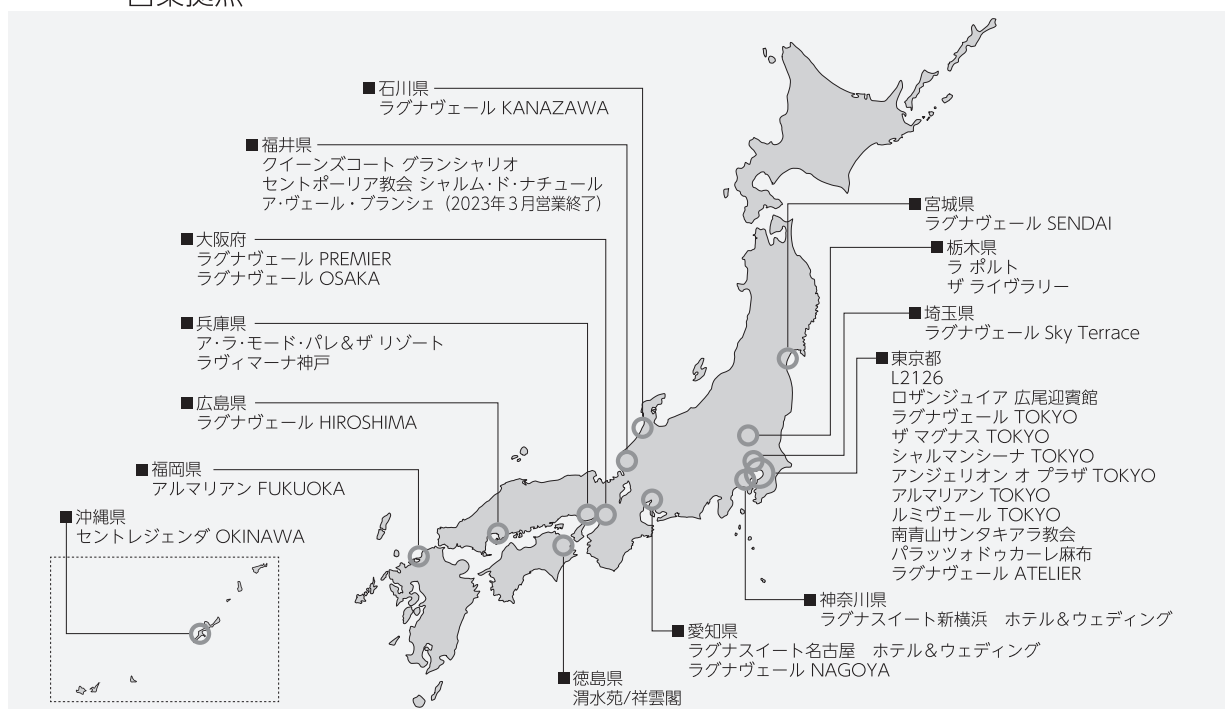 ■石川県
ラグナヴェール KANAZAWA
■福井県
クイーンズコート グランシャリオ
セントポーリア教会 シャルム・ド・ナチュール
ア・ヴェール・ブランシェ（2023年３月営業終了）
■大阪府
ラグナヴェール PREMIER
ラグナヴェール OSAKA
■兵庫県
ア・ラ・モード・パレ＆ザ リゾート
ラヴィマーナ神戸
■広島県
ラグナヴェール HIROSHIMA
■福岡県
アルマリアン FUKUOKA
■沖縄県
セントレジェンダ OKINAWA
■宮城県
ラグナヴェール SENDAI
■栃木県
ラ ポルト
ザ ライヴラリー
■埼玉県
ラグナヴェール Sky Terrace
■東京都
L2126
ロザンジュイア 広尾迎賓館
ラグナヴェール TOKYO
ザ マグナス TOKYO
シャルマンシーナ TOKYO
アンジェリオン オ プラザ TOKYO
アルマリアン TOKYO
ルミヴェール TOKYO
南青山サンタキアラ教会
パラッツォドゥカーレ麻布
ラグナヴェール ATELIER
■神奈川県
ラグナスイート新横浜　ホテル＆ウェディング
■愛知県
ラグナスイート名古屋　ホテル＆ウェディング
ラグナヴェール NAGOYA
■徳島県
渭水苑/祥雲閣